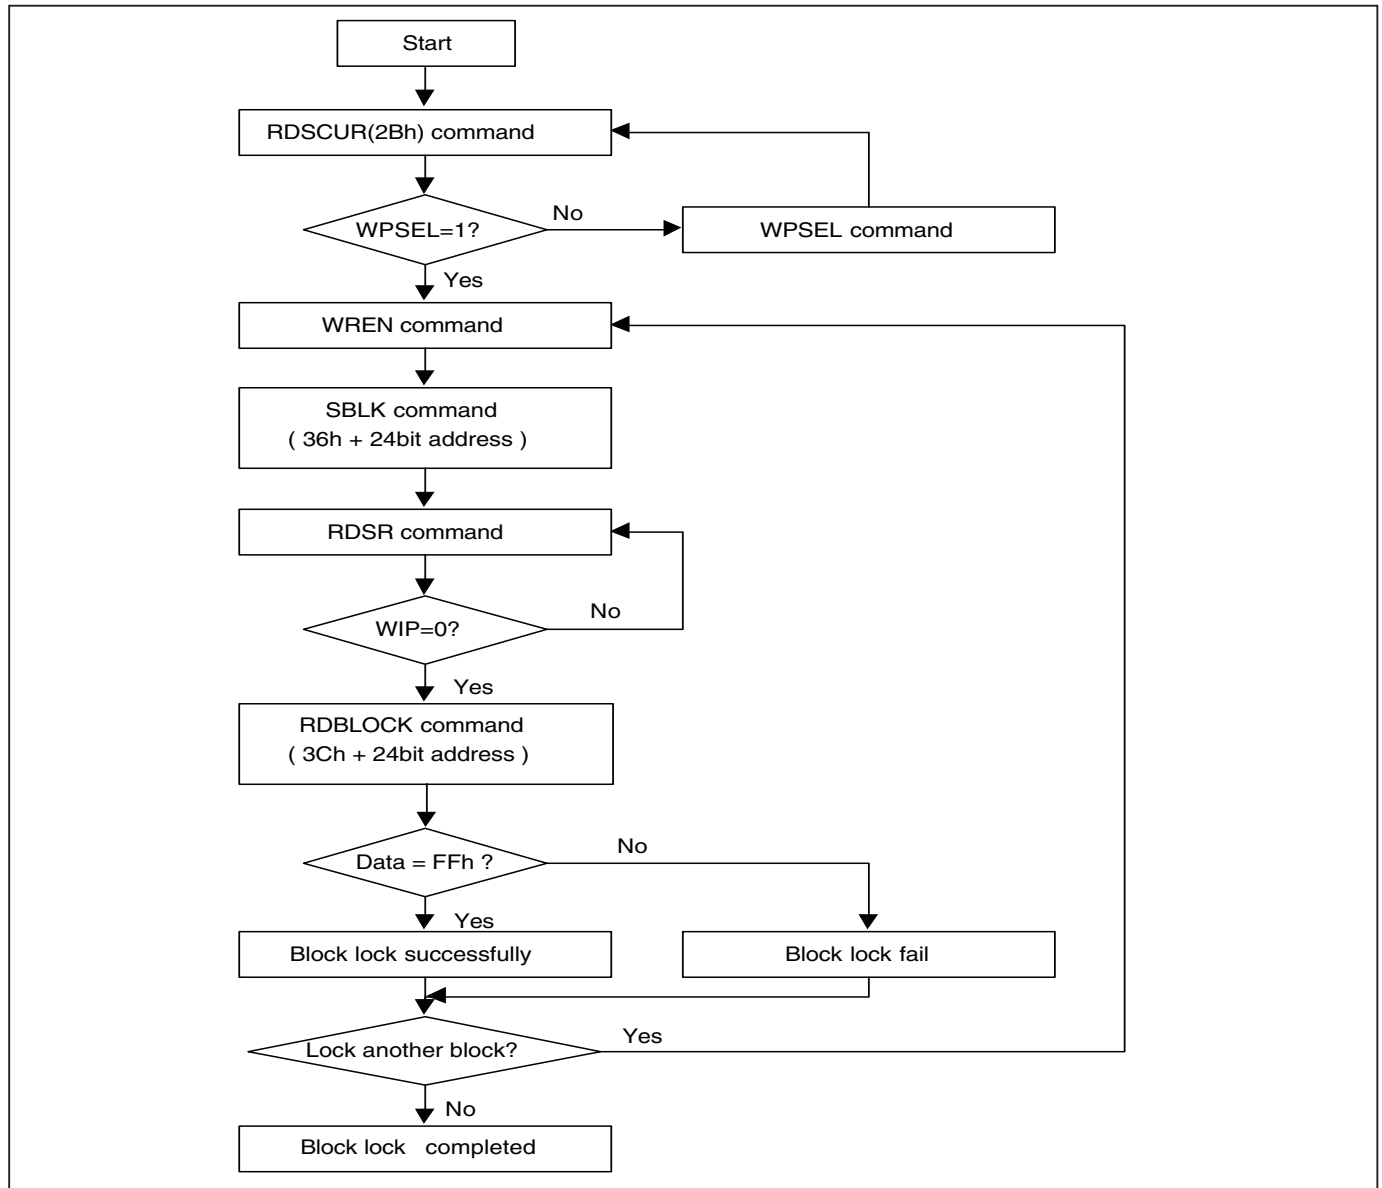 Start
RDSCUR(2Bh) command
WPSEL=1?
No
WPSEL command
Yes
WREN command
SBLK command
( 36h + 24bit address )
RDSR command
No
WIP=0?
Yes
RDBLOCK command
( 3Ch + 24bit address )
No
Data = FFh ?
Yes
Block lock successfully
Block lock fail
Lock another block?
Yes
No
Block lock completed